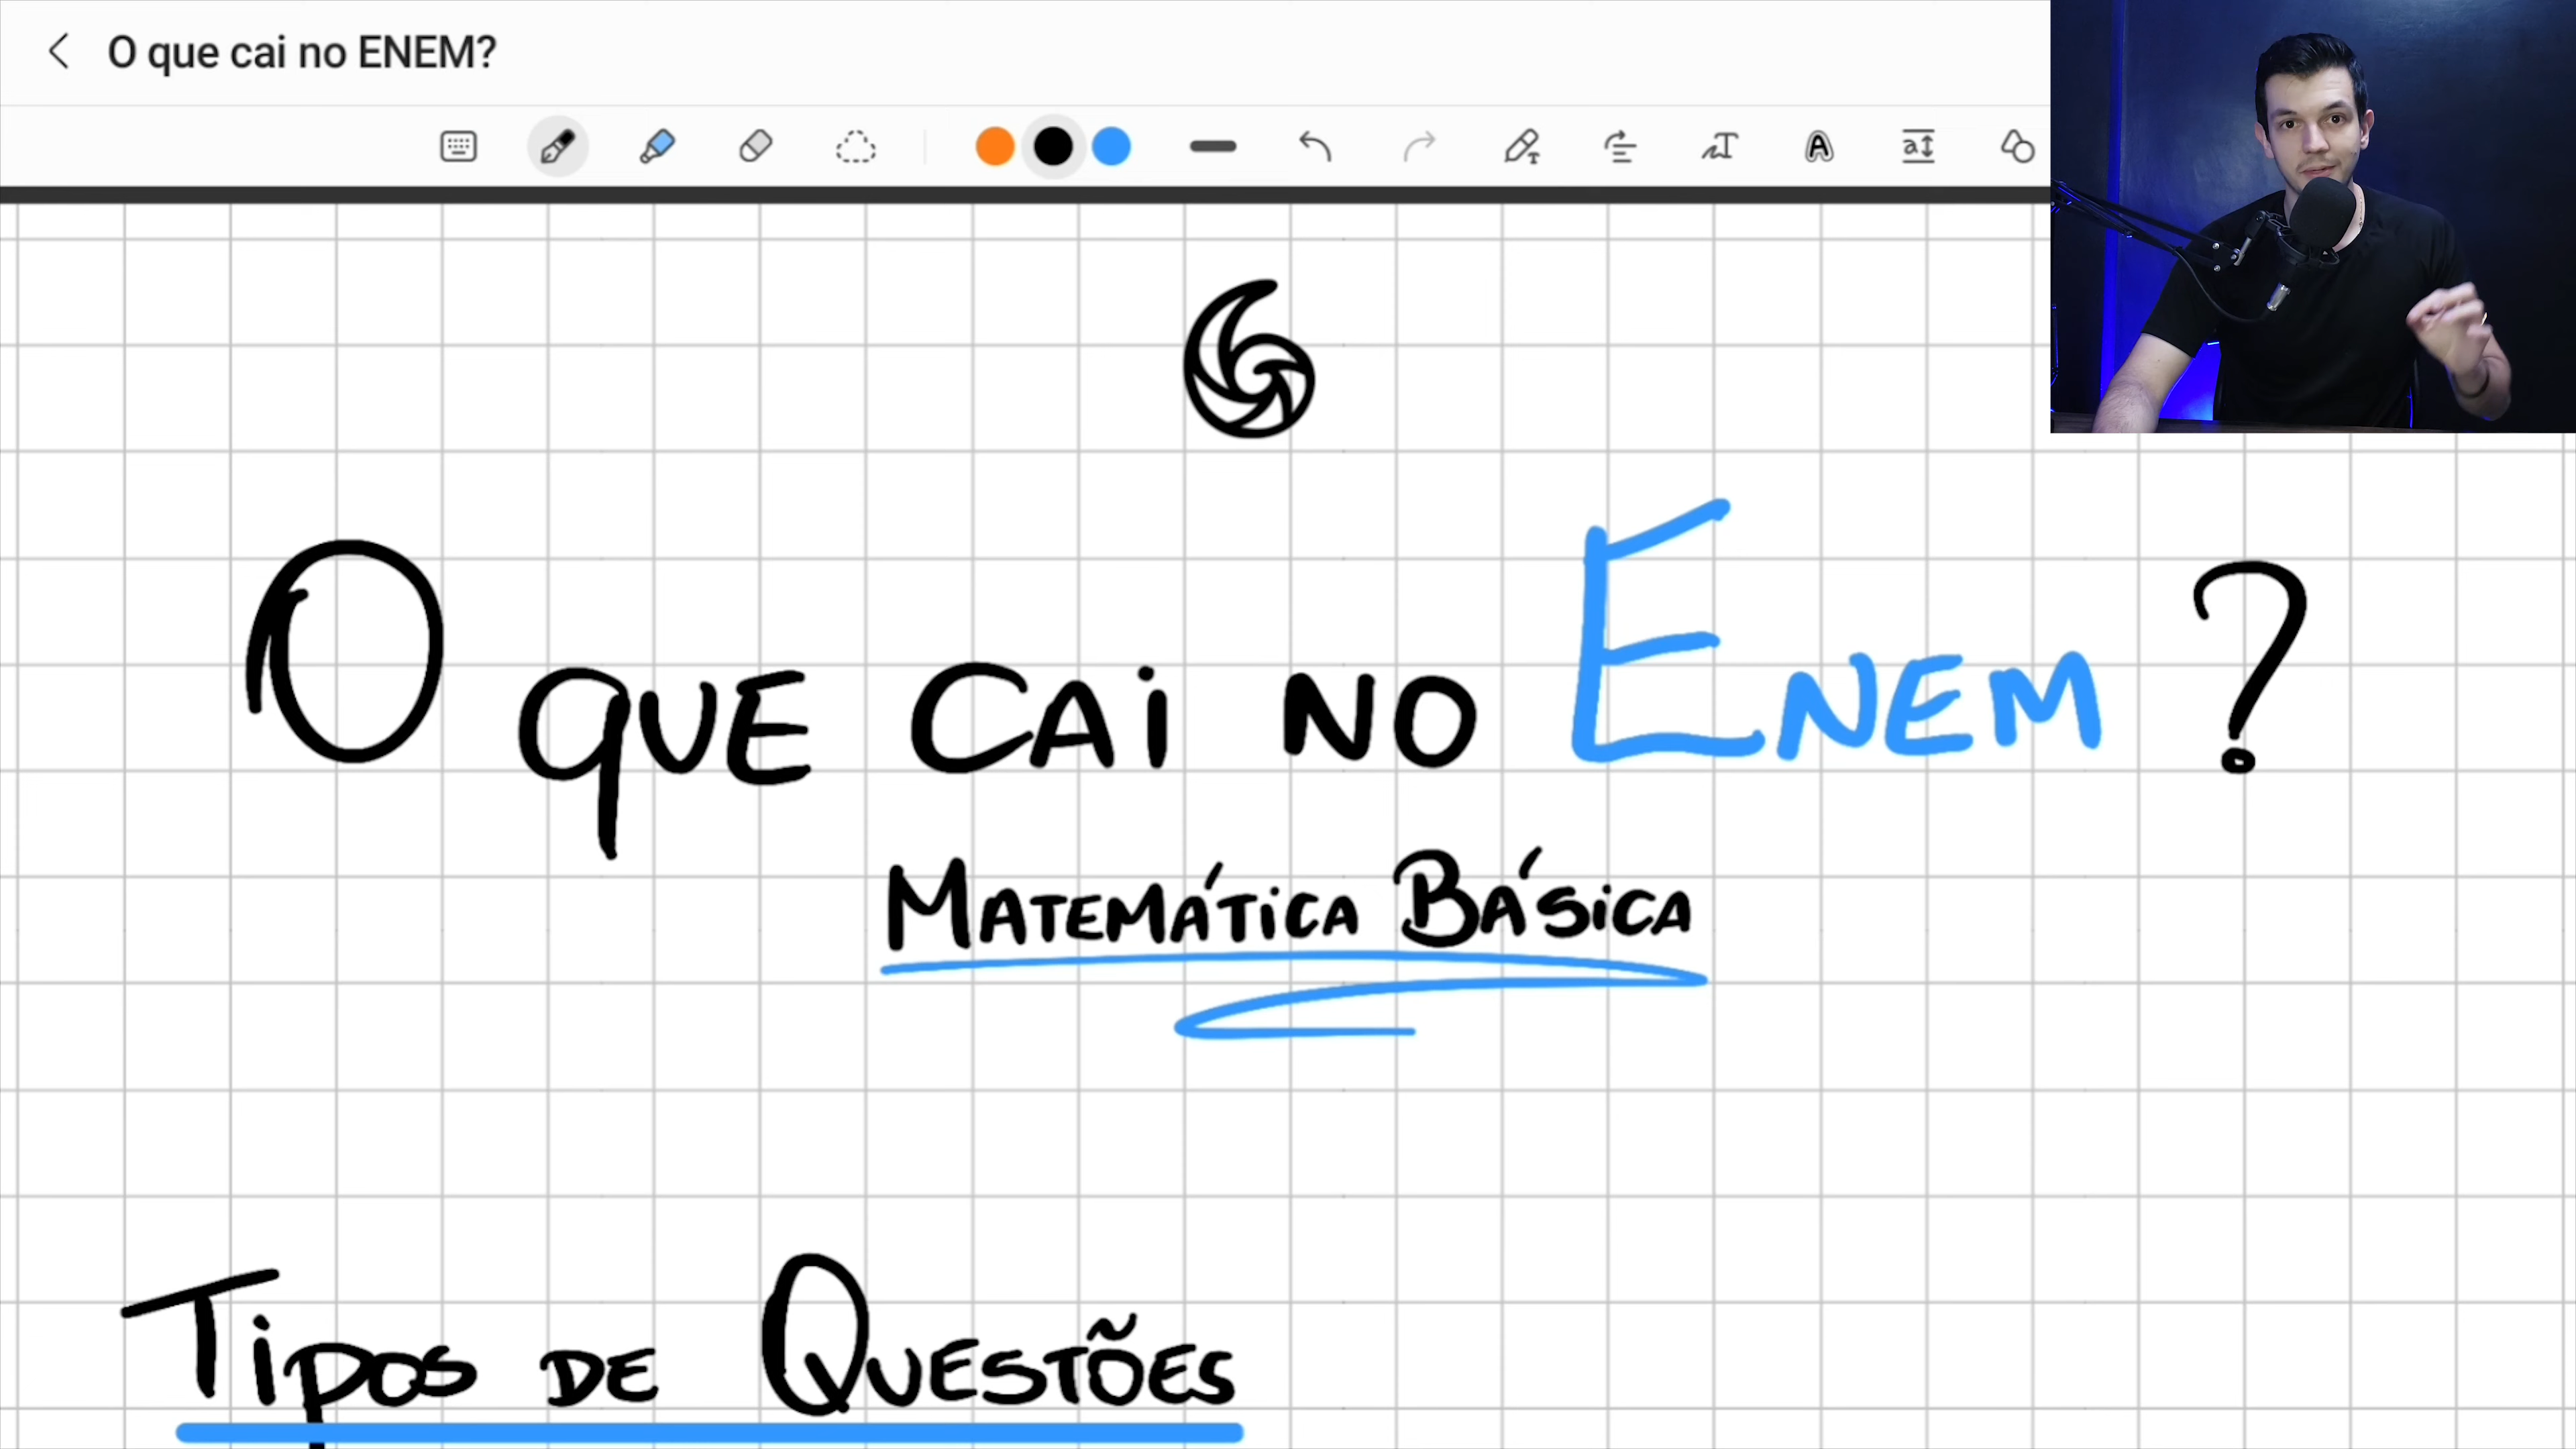 O que cai no ENEM?
O QUE CAI NO ENEM ?
MATEMÁTICA BÁSICA
TIPOS DE QUESTÕES